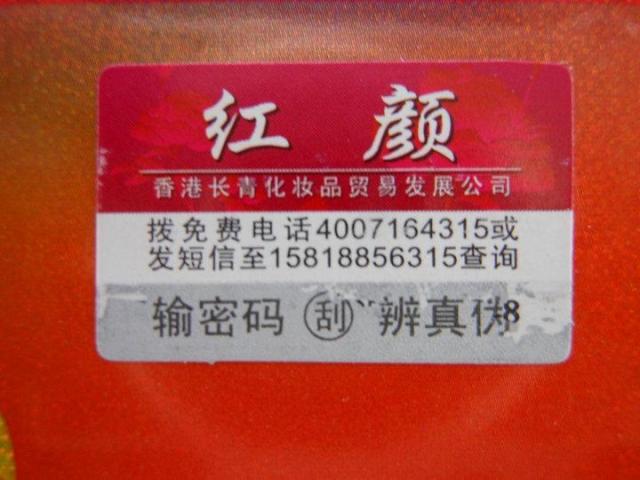 红颜
香港长青化妆品贸易发展公司
拨免费电话4007164315或
发短信至15818856315查询
输密码 刮 辨真伪8